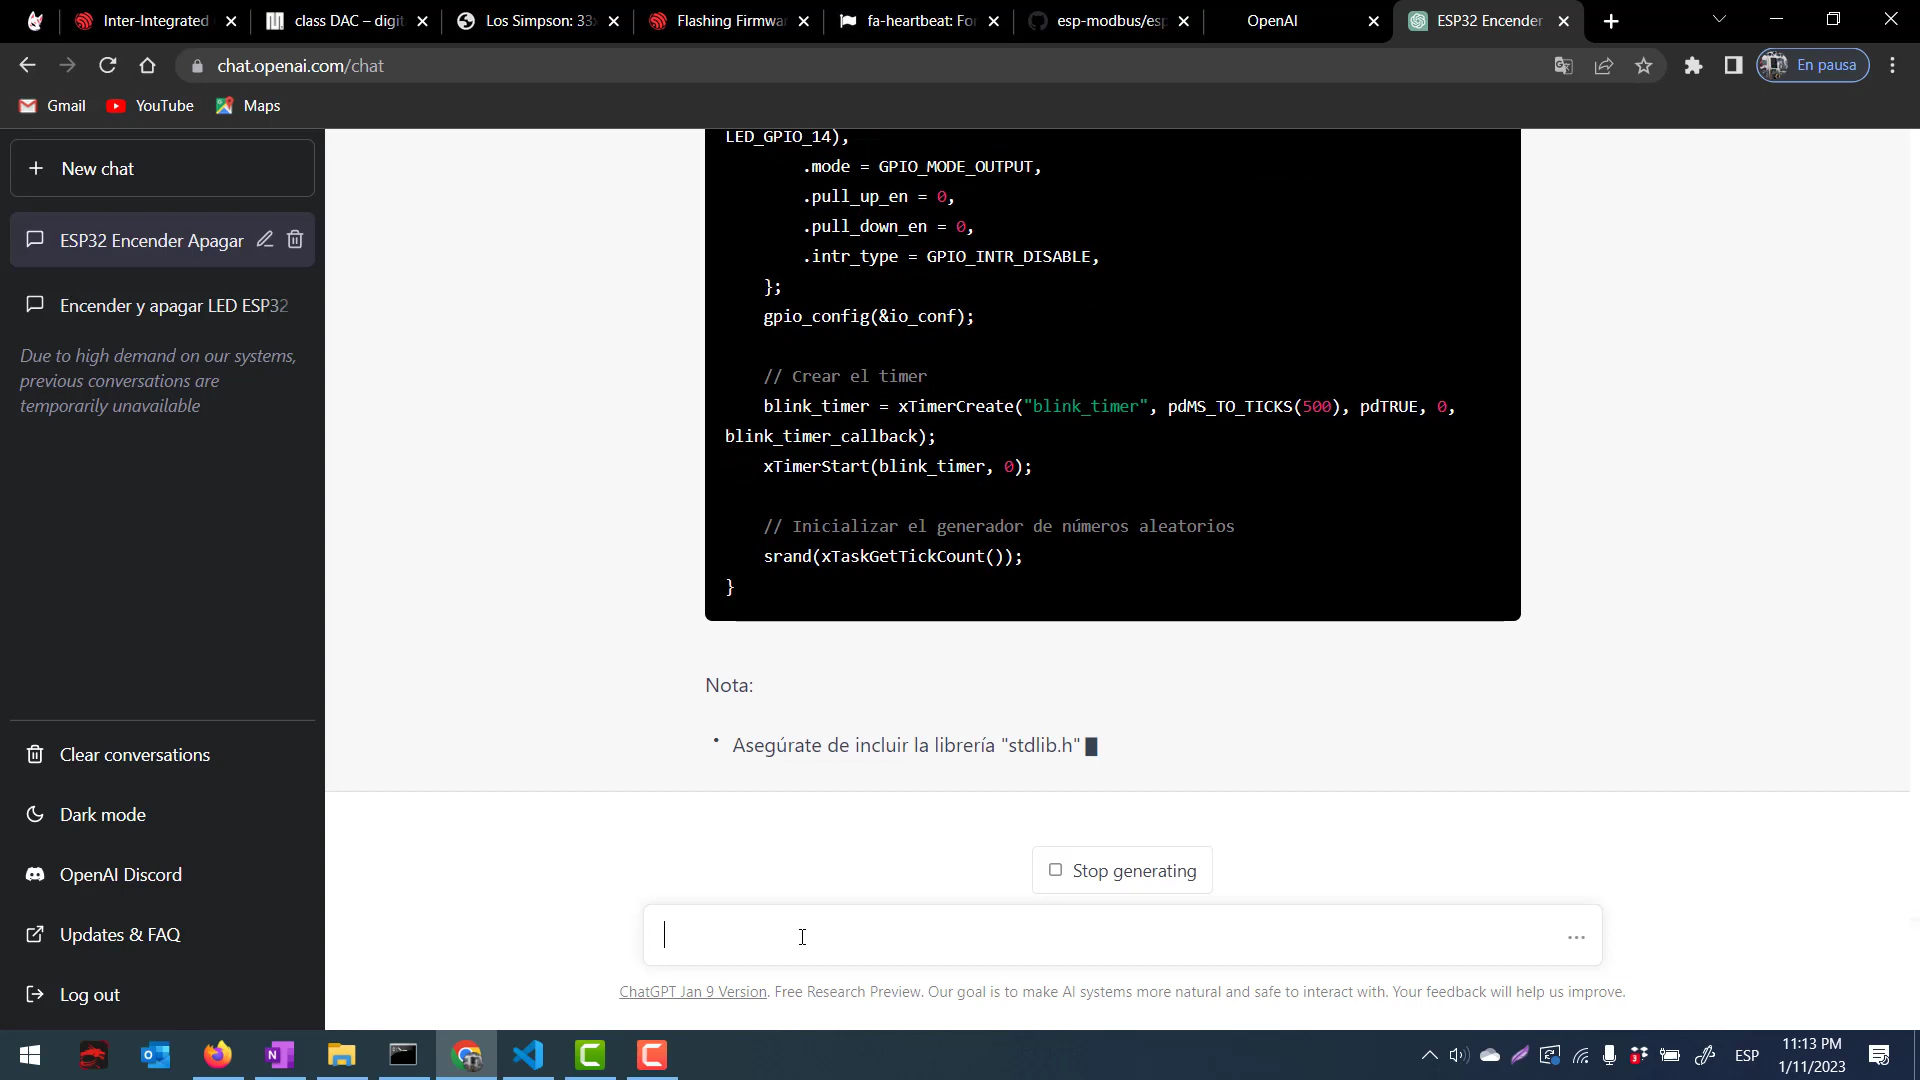 Inter-Integrated
class DAC – digit
Los Simpson: 33x
Flashing Firmwar
fa-heartbeat: Fon
esp-modbus/esp
OpenAI
ESP32 Encender
chat.openai.com/chat
En pausa
Gmail
YouTube
Maps
New chat
ESP32 Encender Apagar
Encender y apagar LED ESP32
Due to high demand on our systems,
previous conversations are
temporarily unavailable
Clear conversations
Dark mode
OpenAI Discord
Updates & FAQ
Log out
LED_GPIO_14),
.mode = GPIO_MODE_OUTPUT,
.pull_up_en = 0,
.pull_down_en = 0,
.intr_type = GPIO_INTR_DISABLE,
};
gpio_config(&io_conf);
// Crear el timer
blink_timer = xTimerCreate("blink_timer", pdMS_TO_TICKS(500), pdTRUE, 0,
blink_timer_callback);
xTimerStart(blink_timer, 0);
// Inicializar el generador de números aleatorios
srand(xTaskGetTickCount());
}
Nota:
• Asegúrate de incluir la librería "stdlib.h"
Stop generating
ChatGPT Jan 9 Version. Free Research Preview. Our goal is to make AI systems more natural and safe to interact with. Your feedback will help us improve.
ESP
11:13 PM
1/11/2023